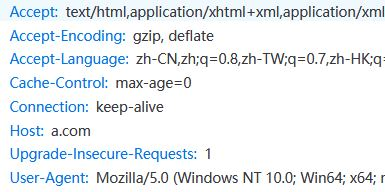 Accept: text/html,application/xhtml+xml,application/xml
Accept-Encoding: gzip, deflate
Accept-Language: zh-CN,zh;q=0.8,zh-TW;q=0.7,zh-HK;q=
Cache-Control: max-age=0
Connection: keep-alive
Host: a.com
Upgrade-Insecure-Requests: 1
User-Agent: Mozilla/5.0 (Windows NT 10.0; Win64; x64;